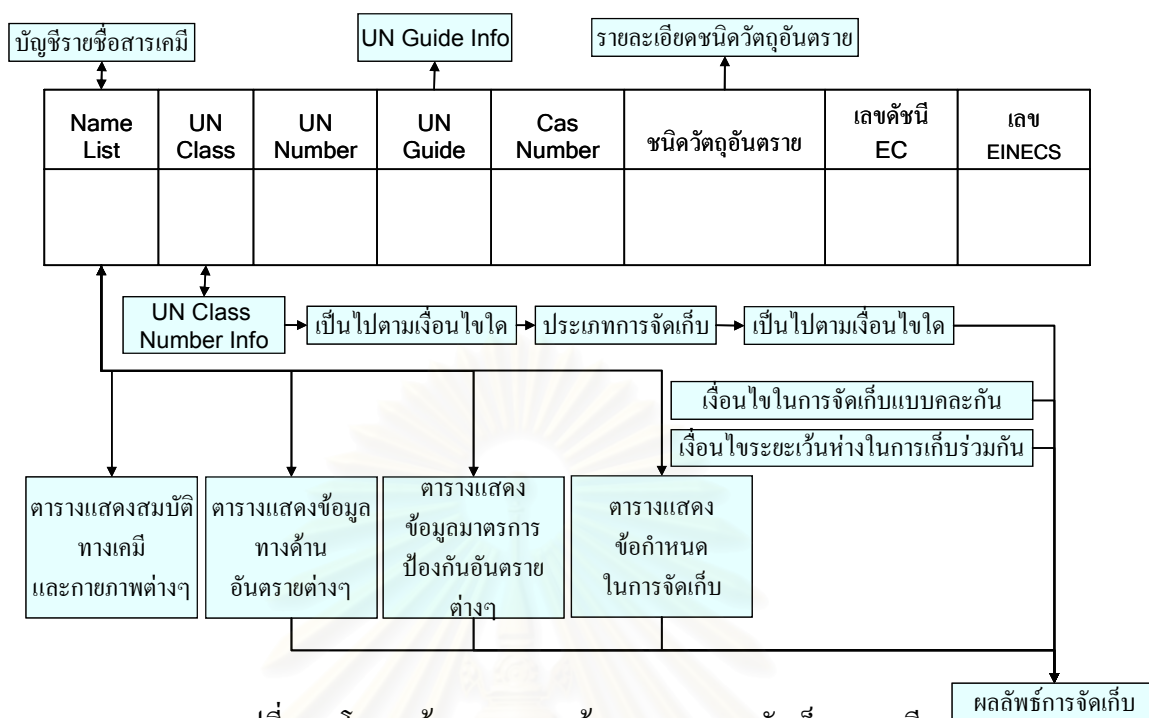 บัญชีรายชื่อสารเคมี
UN Guide Info
รายละเอียดชนิดวัตถุอันตราย
Name List
UN Class
UN Number
UN Guide
Cas Number
ชนิดวัตถุอันตราย
เลขดัชนี EC
เลข EINECS
UN Class
Number Info
เป็นไปตามเงื่อนไขใด
ประเภทการจัดเก็บ
เป็นไปตามเงื่อนไขใด
เงื่อนไขในการจัดเก็บแบบคละกัน
เงื่อนไขระยะเว้นห่างในการเก็บร่วมกัน
ตารางแสดงสมบัติ
ทางเคมี
และกายภาพต่างๆ
ตารางแสดงข้อมูล
ทางด้าน
อันตรายต่างๆ
ตารางแสดง
ข้อมูลมาตรการ
ป้องกันอันตราย
ต่างๆ
ตารางแสดง
ข้อกำหนด
ในการจัดเก็บ
ผลลัพธ์การจัดเก็บ